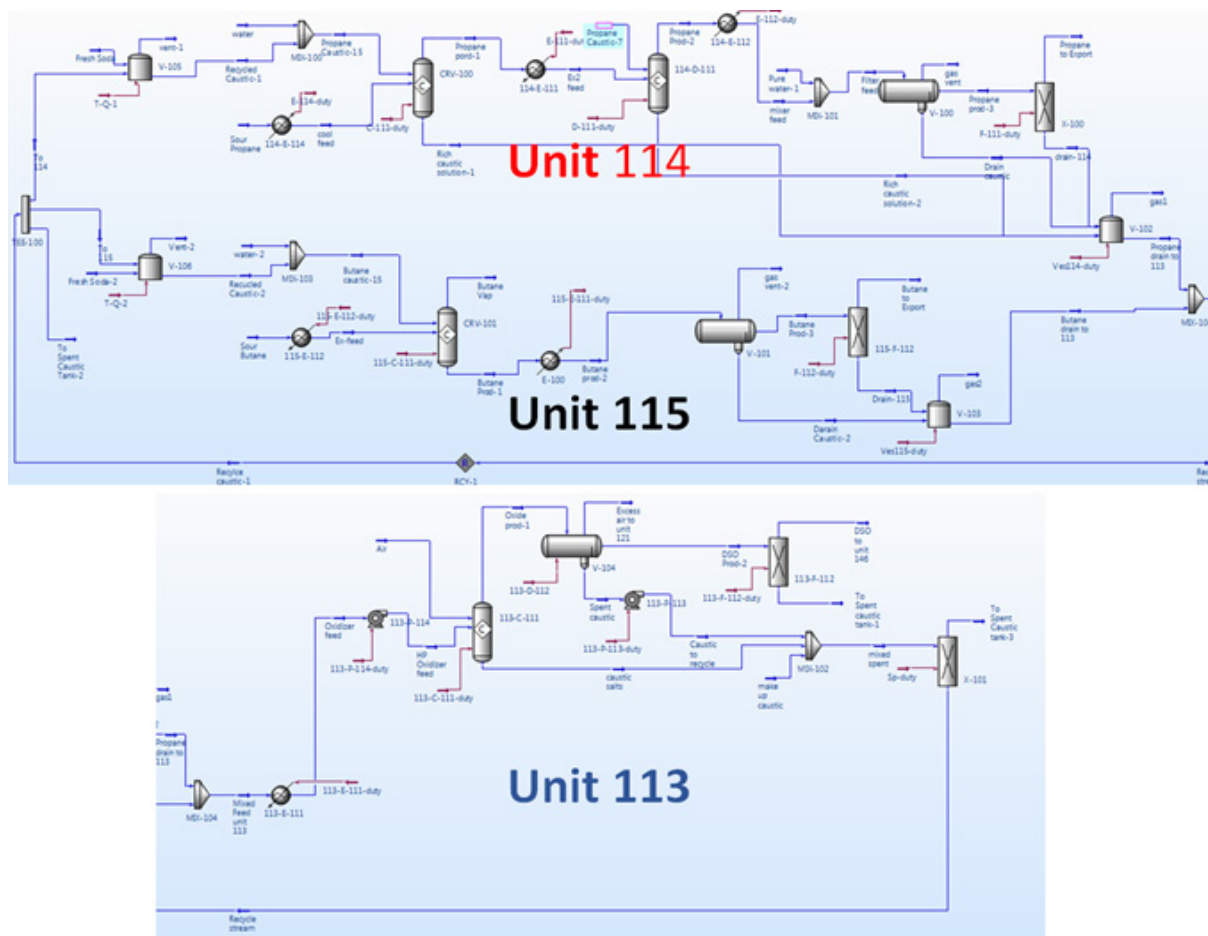 Fresh Soda
vent-1
V-105
T-Q-1
water
MIX-100
Propane
Caustic-15
Recycled
Caustic-1
E-114-duty
Sour
Propane
114-E-114
cool
feed
C-111-duty
CRV-100
Propane
pord-1
E-111-duty
114-E-111
Ex2
feed
Propane
Caustic-7
Propane
Prod-2
114-D-111
D-111-duty
E-112-duty
114-E-112
Pure
water-1
mixer
feed
MIX-101
Filter
feed
gas
vent
V-100
Propane
prod-3
Propane
to Export
F-111-duty
X-100
drain-114
Drain
caustic
Rich
caustic
solution-1
Rich
caustic
solution-2
Unit 114
To
114
TEE-100
To
115
Fresh Soda-2
Vent-2
V-106
T-Q-2
water-2
MIX-103
Butane
caustic-15
115-E-112-duty
Sour
Butane
115-E-112
Ex-feed
115-C-111-duty
CRV-101
Butane
Vap
Butane
Prod-1
115-E-111-duty
E-100
Butane
prod-2
gas
vent-2
V-101
Butane
Prod-3
Butane
to
Export
F-112-duty
115-F-112
Drain-115
Darain
Caustic-2
gas2
V-103
Ves115-duty
gas1
V-102
Ves114-duty
Propane
drain to
113
Butane
drain to
113
To
Spent
Caustic
Tank-2
Unit 115
Recylce
caustic-1
RCY-1
Air
Oxide
prod-1
Excess
air to
unit
121
V-104
113-D-112
DSO
Prod-2
DSO
to
unit
146
113-F-112-duty
113-F-112
To
Spent
caustic
tank-1
Oxidizer
feed
113-P-114
113-P-114-duty
HP
Oxidizer
feed
113-C-111
113-C-111-duty
Spent
caustic
113-P-113
113-P-113-duty
Caustic
to
recycle
caustic
salts
make
up
caustic
MIX-102
mixed
spent
Sp-duty
X-101
To
Spent
Caustic
tank-3
gas1
Propane
drain to
113
MIX-104
Mixed
Feed
unit
113
113-E-111
113-E-111-duty
Unit 113
Recycle
stream